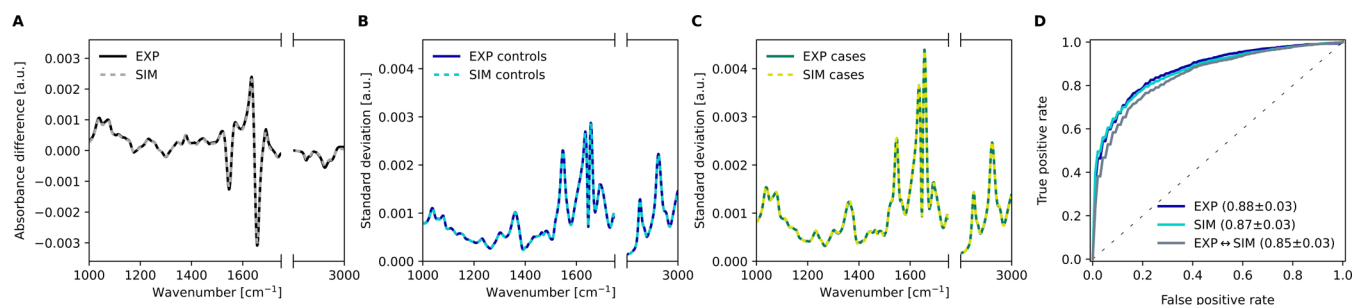 A
Absorbance difference [a.u.]
0.003
0.002
0.001
0.000
−0.001
−0.002
−0.003
EXP
SIM
1000
1200
1400
1600
3000
Wavenumber [cm⁻¹]
B
Standard deviation [a.u.]
0.004
0.003
0.002
0.001
0.000
EXP controls
SIM controls
1000
1200
1400
1600
3000
Wavenumber [cm⁻¹]
C
Standard deviation [a.u.]
0.004
0.003
0.002
0.001
0.000
EXP cases
SIM cases
1000
1200
1400
1600
3000
Wavenumber [cm⁻¹]
D
True positive rate
1.0
0.8
0.6
0.4
0.2
0.0
EXP (0.88±0.03)
SIM (0.87±0.03)
EXP↔SIM (0.85±0.03)
0.0
0.2
0.4
0.6
0.8
1.0
False positive rate